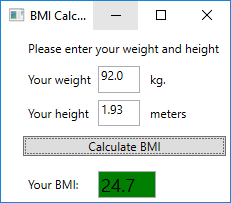 BMI Calc...
Please enter your weight and height
Your weight 92.0 kg.
Your height 1.93 meters
Calculate BMI
Your BMI: 24.7